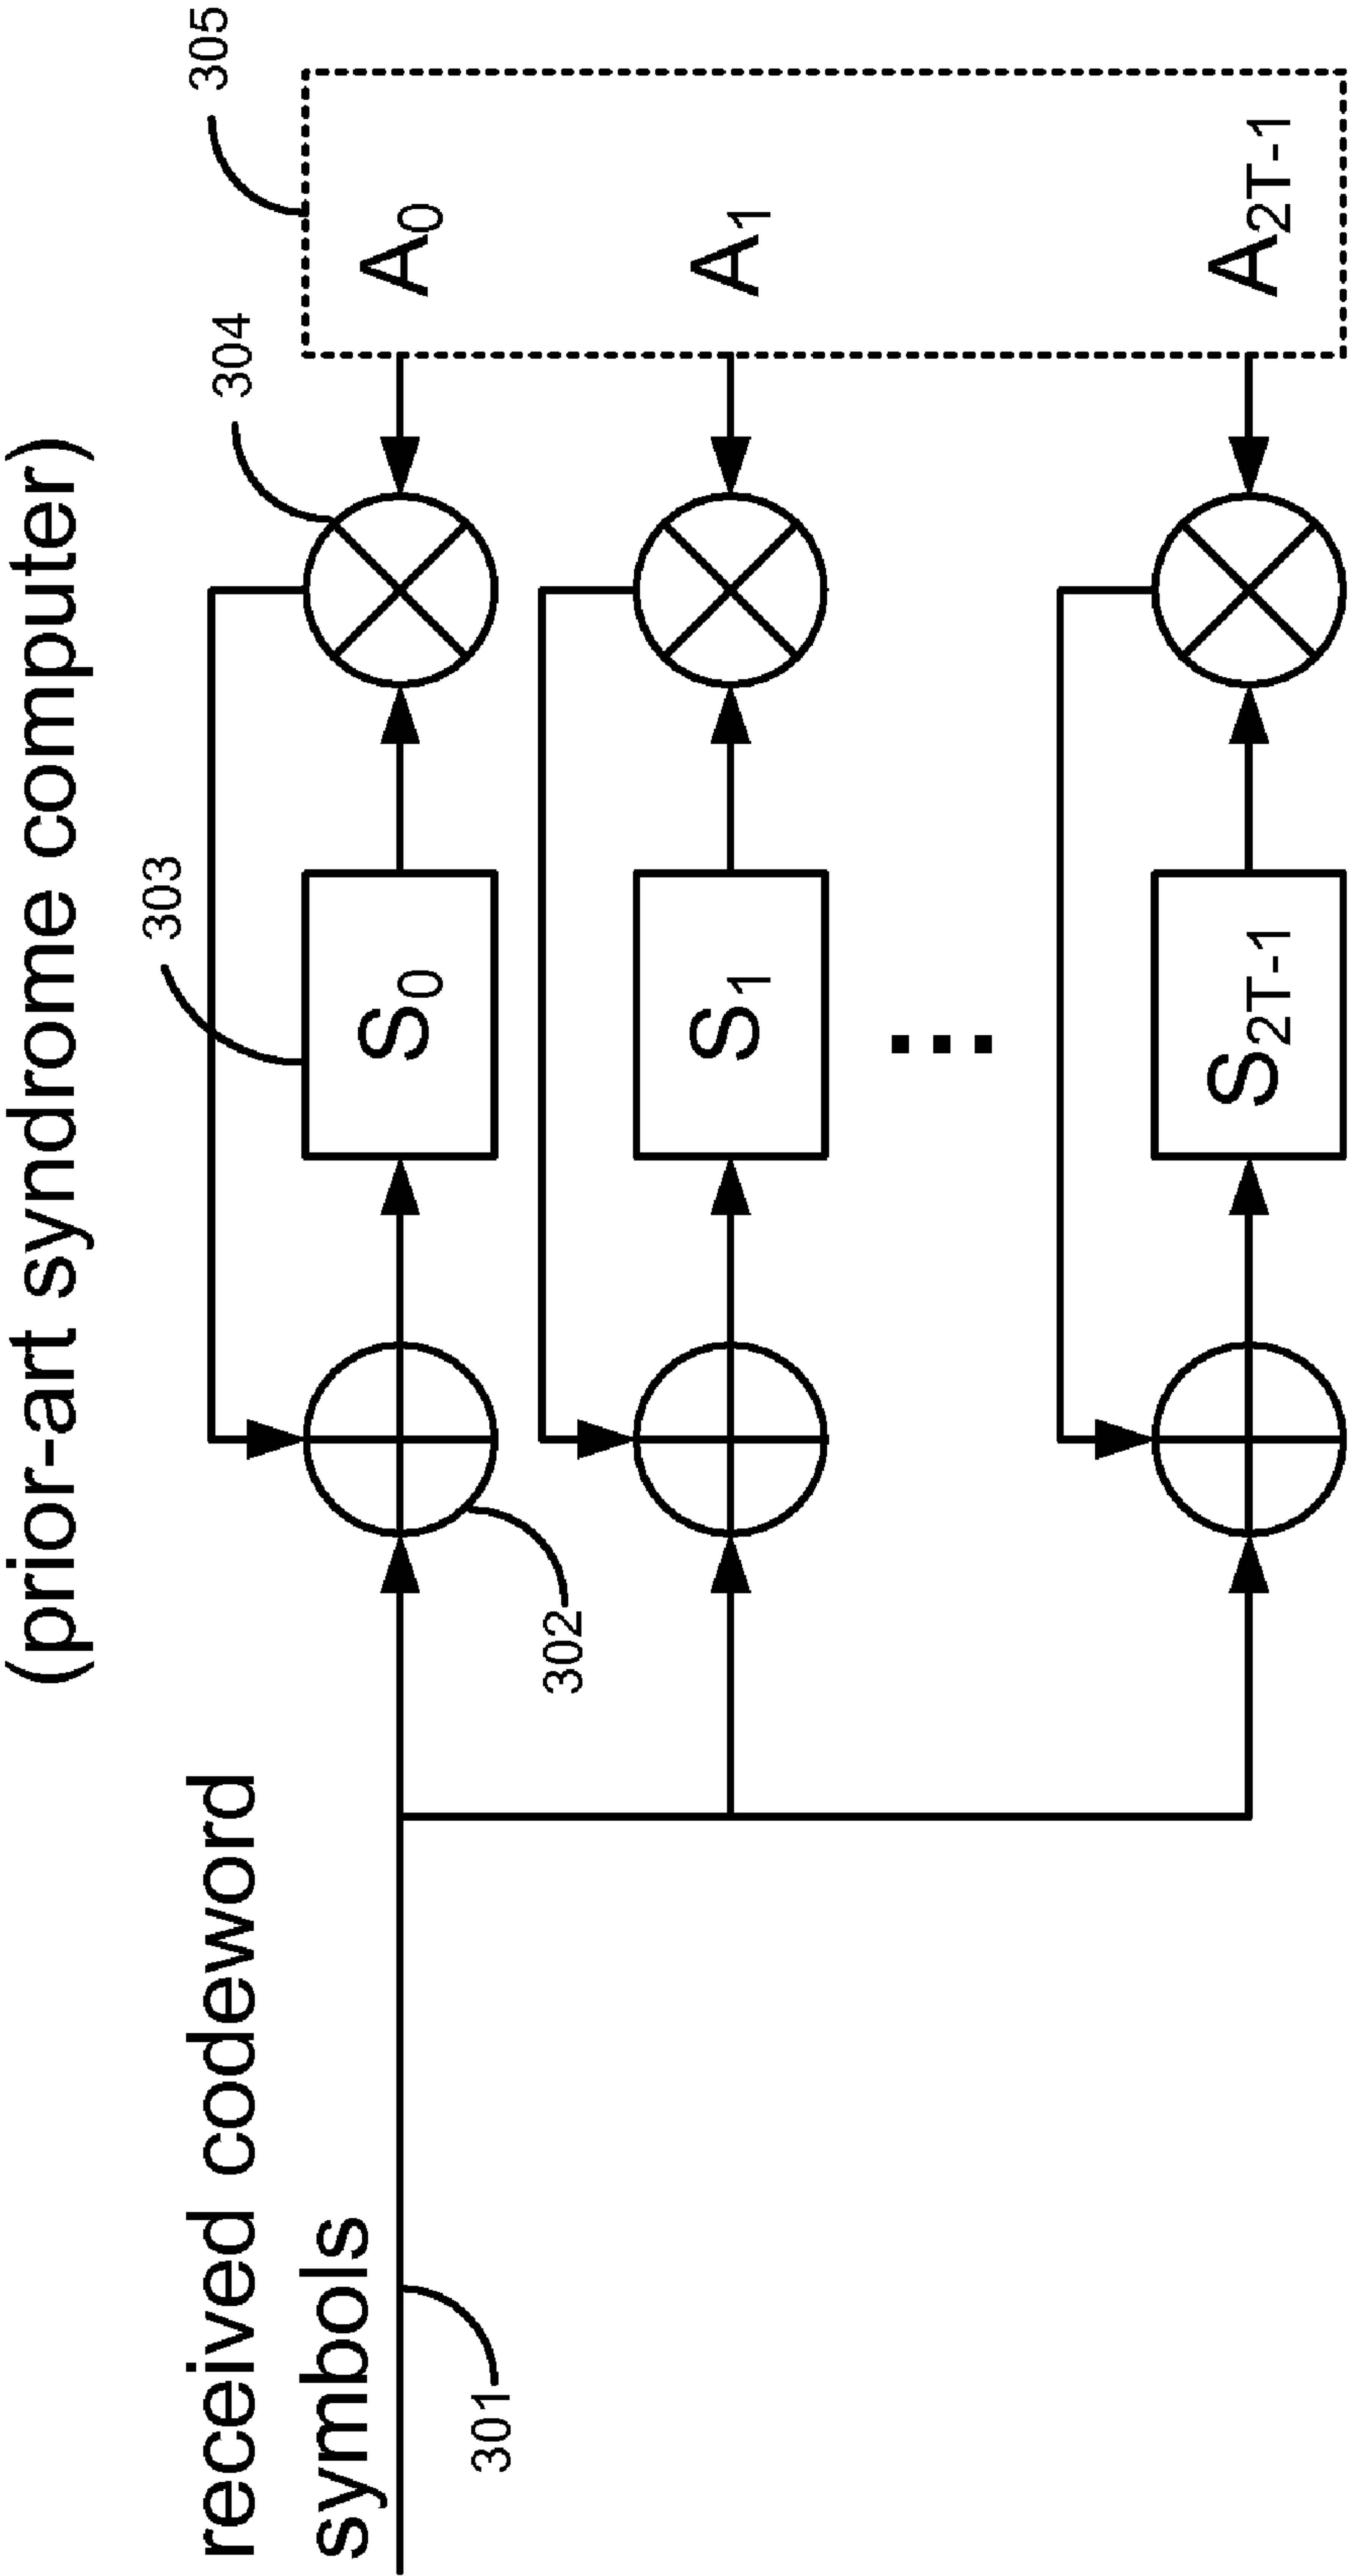 (prior-art syndrome computer)
received codeword
symbols
301
302
303
304
305
S0
A0
S1
A1
...
S2T-1
A2T-1